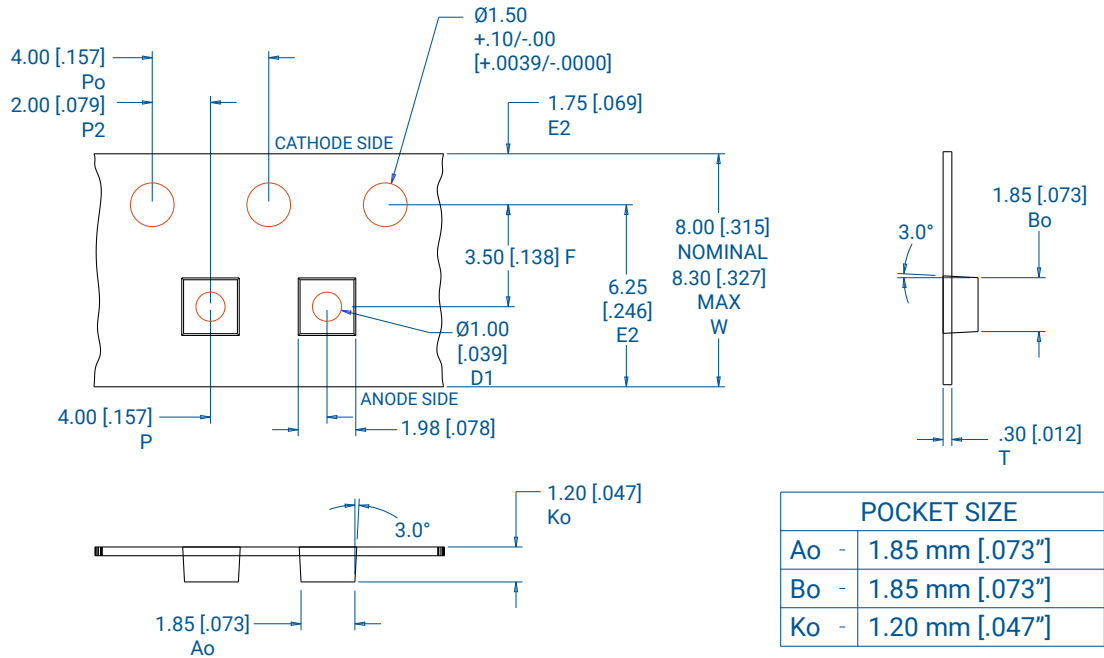 Ø1.50
+.10/-.00
[+.0039/-.0000]
4.00 [.157]
Po
2.00 [.079]
P2
1.75 [.069]
E2
CATHODE SIDE
3.50 [.138] F
8.00 [.315]
NOMINAL
8.30 [.327]
MAX
W
6.25
[.246]
E2
Ø1.00
[.039]
D1
ANODE SIDE
4.00 [.157]
P
1.98 [.078]
1.85 [.073]
Bo
3.0°
.30 [.012]
T
1.20 [.047]
Ko
3.0°
1.85 [.073]
Ao
POCKET SIZE
Ao - 1.85 mm [.073”]
Bo - 1.85 mm [.073”]
Ko - 1.20 mm [.047”]